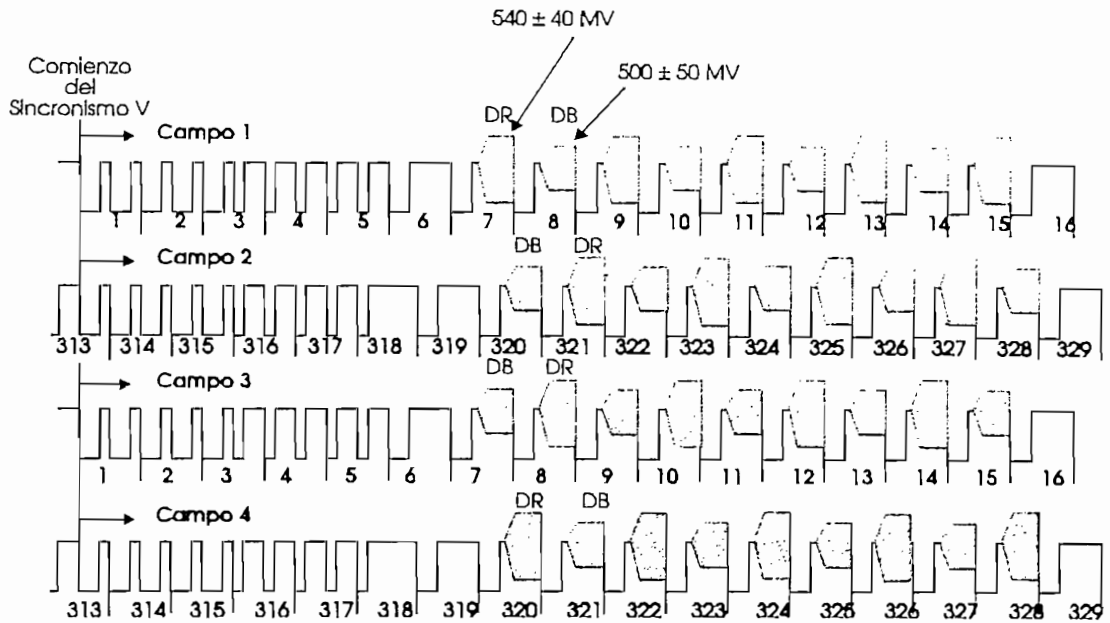 540 ± 40 MV
500 ± 50 MV
Comienzo
del
Sincronismo V
DR DB
Campo 1
1 2 3 4 5 6 7 8 9 10 11 12 13 14 15 16
DB DR
Campo 2
313 314 315 316 317 318 319 320 321 322 323 324 325 326 327 328 329
DB DR
Campo 3
1 2 3 4 5 6 7 8 9 10 11 12 13 14 15 16
DR DB
Campo 4
313 314 315 316 317 318 319 320 321 322 323 324 325 326 327 328 329